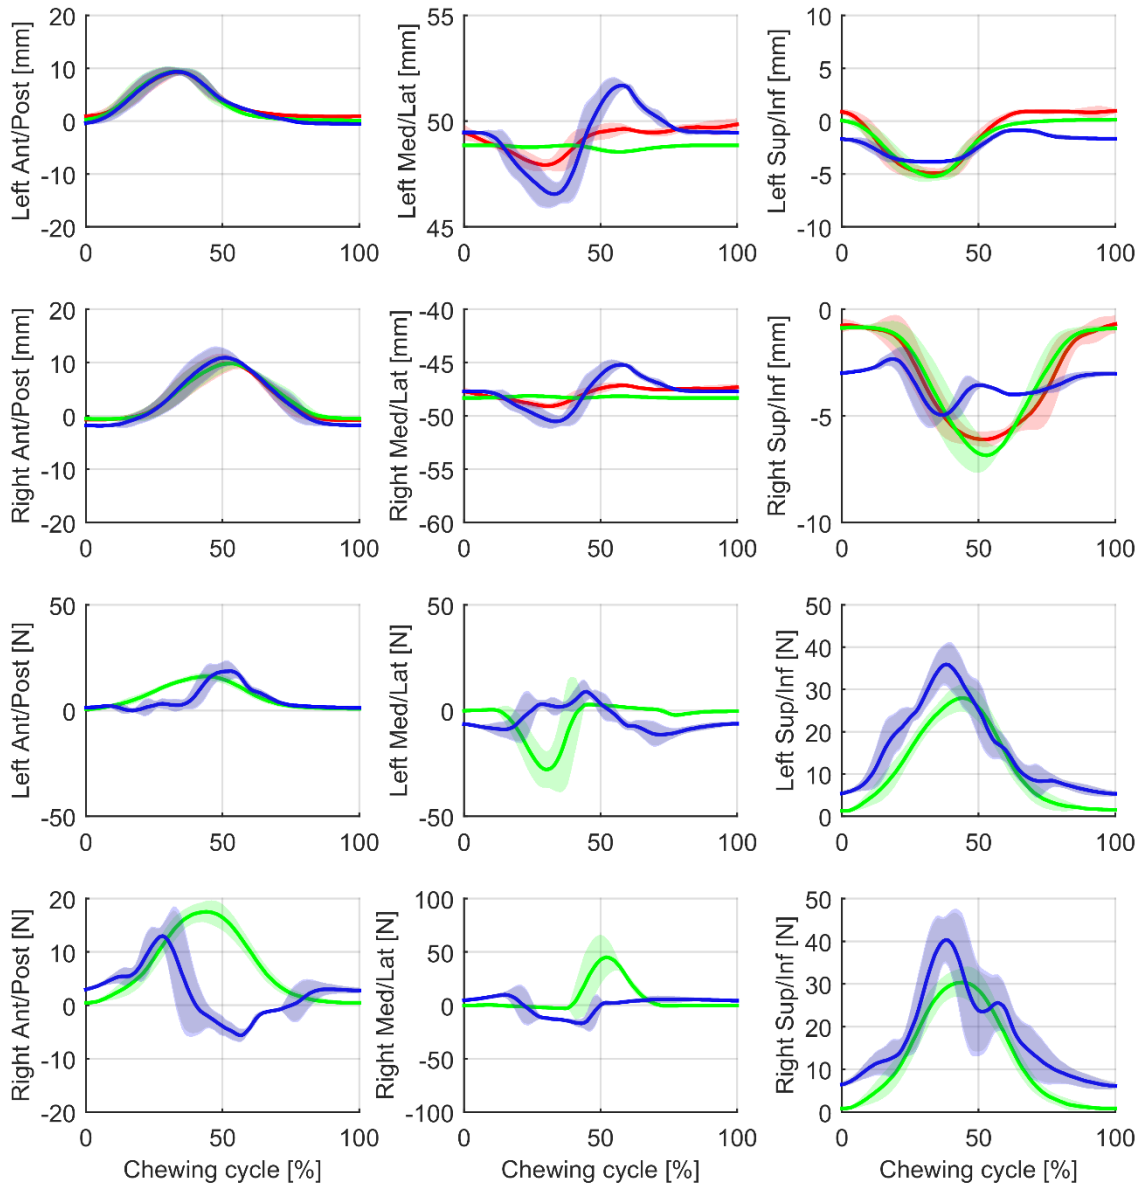 Left Ant/Post [mm]
20
10
0
-10
-20
0 50 100
Left Med/Lat [mm]
55
50
45
0 50 100
Left Sup/Inf [mm]
10
5
0
-5
-10
0 50 100
Right Ant/Post [mm]
20
10
0
-10
-20
0 50 100
Right Med/Lat [mm]
-40
-45
-50
-55
-60
0 50 100
Right Sup/Inf [mm]
0
-5
-10
0 50 100
Left Ant/Post [N]
50
0
-50
0 50 100
Left Med/Lat [N]
50
0
-50
0 50 100
Left Sup/Inf [N]
50
40
30
20
10
0
0 50 100
Right Ant/Post [N]
20
10
0
-10
-20
0 50 100
Chewing cycle [%]
Right Med/Lat [N]
100
50
0
-50
-100
0 50 100
Chewing cycle [%]
Right Sup/Inf [N]
50
40
30
20
10
0
0 50 100
Chewing cycle [%]